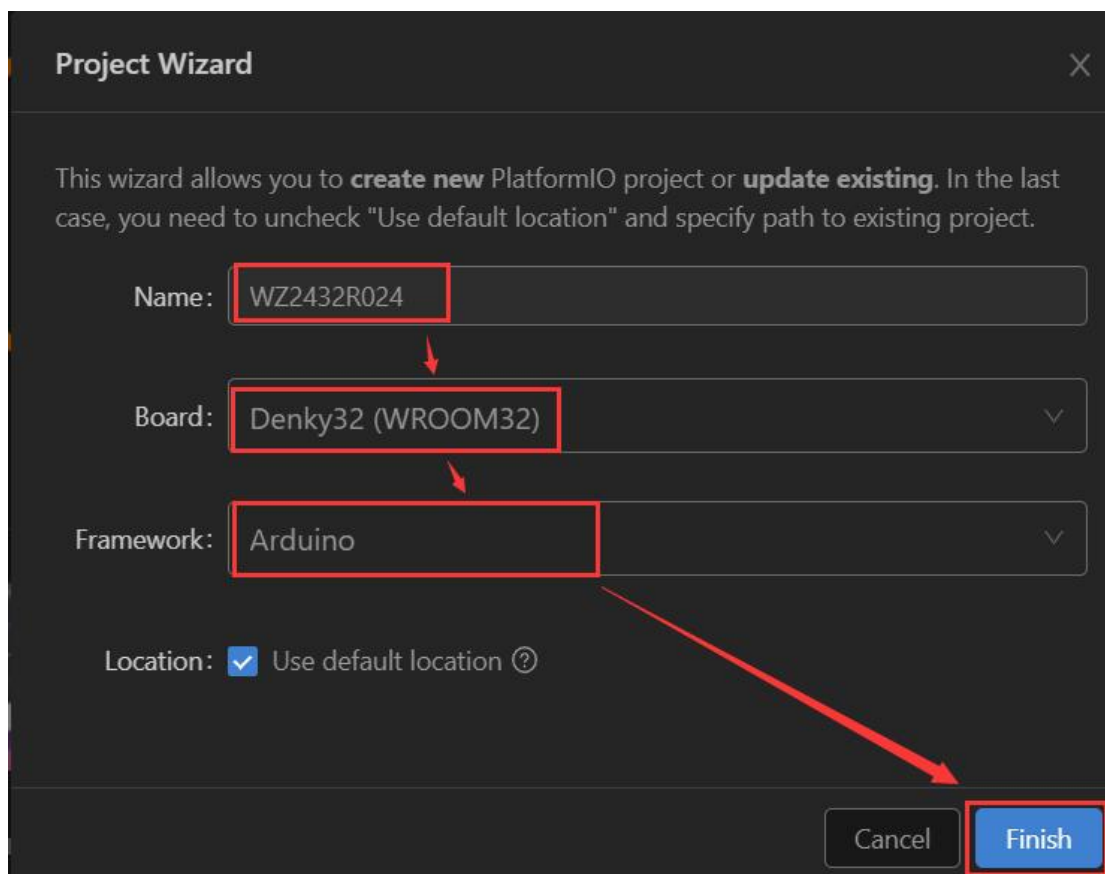 Project Wizard
This wizard allows you to create new PlatformIO project or update existing. In the last
case, you need to uncheck "Use default location" and specify path to existing project.
Name: WZ2432R024
Board: Denky32 (WROOM32)
Framework: Arduino
Location: Use default location
Cancel Finish